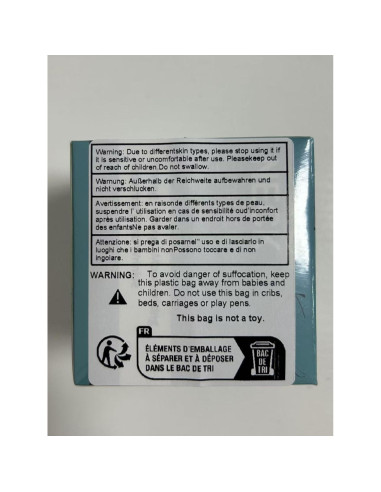 Warning: Due to differentskin types, please stop using it if
it is sensitive or uncomfortable after use. Pleasekeep out
of reach of children.Do not swallow.
Warnung: Außerhalb der Reichweite aufbewahren und
nicht verschlucken.
Avertissement: en raisonde différents types de peau,
suspendre l' utilisation en cas de sensibilité oud'inconfort
après utilisation. Garder dans un endroit hors de portée
des enfantsNe pas avaler.
Attenzione: si prega di posarnel" uso e di lasciarlo in
luoghi che i bambini nonPossono toccare e di non
ingoiare.
WARNING: To avoid danger of suffocation, keep
this plastic bag away from babies and
children. Do not use this bag in cribs,
beds, carriages or play pens.
This bag is not a toy.
FR
ÉLÉMENTS D'EMBALLAGE
À SÉPARER ET À DÉPOSER
DANS LE BAC DE TRI
BAC
DE
TRI